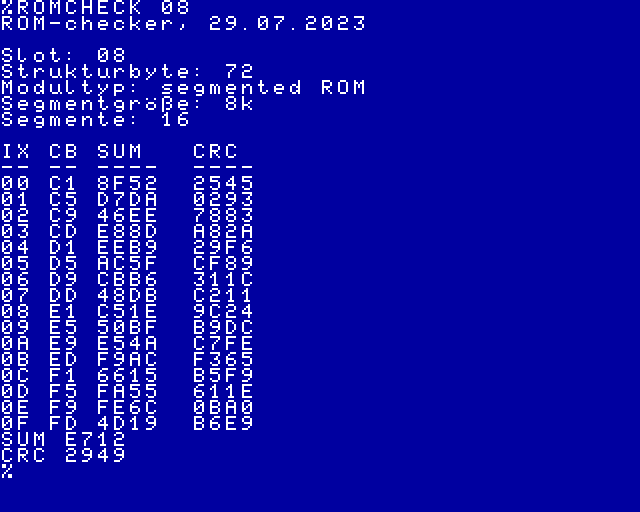 %ROMCHECK 08
ROM-checker, 29.07.2023
Slot: 08
Strukturbyte: 72
Modultyp: segmented ROM
Segmentgröße: 8k
Segmente: 16
IX CB SUM   CRC
-- -- ----  ----
00 C1 8F52  2545
01 C5 D7DA  0293
02 C9 46EE  7883
03 CD E88D  A82A
04 D1 EEB9  29F6
05 D5 AC5F  CF89
06 D9 CBB6  311C
07 DD 48DB  C211
08 E1 C51E  9C24
09 E5 50BF  B9DC
0A E9 E54A  C7FE
0B ED F9AC  F365
0C F1 6615  B5F9
0D F5 FA55  611E
0E F9 FE6C  0BA0
0F FD 4D19  B6E9
SUM E712
CRC 2949
%